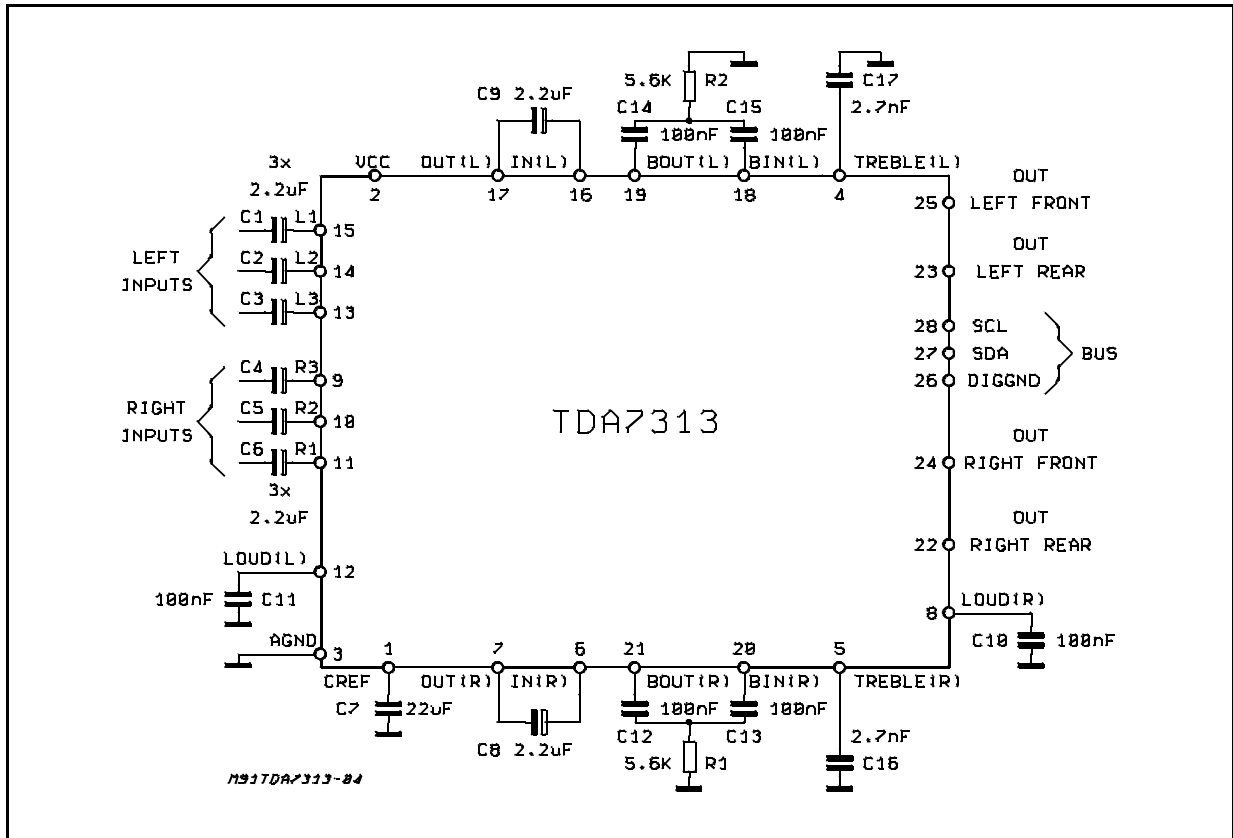 5.6K R2
C17
C9 2.2uF
C14 C15
2.7nF
100nF 100nF
3x
VCC OUT(L) IN(L) BOUT(L) BIN(L) TREBLE(L)
2.2uF
2 17 16 19 18 4
OUT
25 LEFT FRONT
C1 L1
15
LEFT
INPUTS
C2 L2
14
C3 L3
13
OUT
23 LEFT REAR
28 SCL
27 SDA
26 DIGGND
BUS
C4 R3
9
RIGHT
INPUTS
C5 R2
10
C6 R1
11
3x
2.2uF
TDA7313
OUT
24 RIGHT FRONT
OUT
22 RIGHT REAR
LOUD(L)
12
100nF C11
8 LOUD(R)
C10 100nF
AGND
3
1 7 6 21 20 5
CREF OUT(R) IN(R) BOUT(R) BIN(R) TREBLE(R)
C7 22uF
100nF 100nF
C8 2.2uF
C12 C13
2.7nF
5.6K R1
C16
M91TDA7313-04